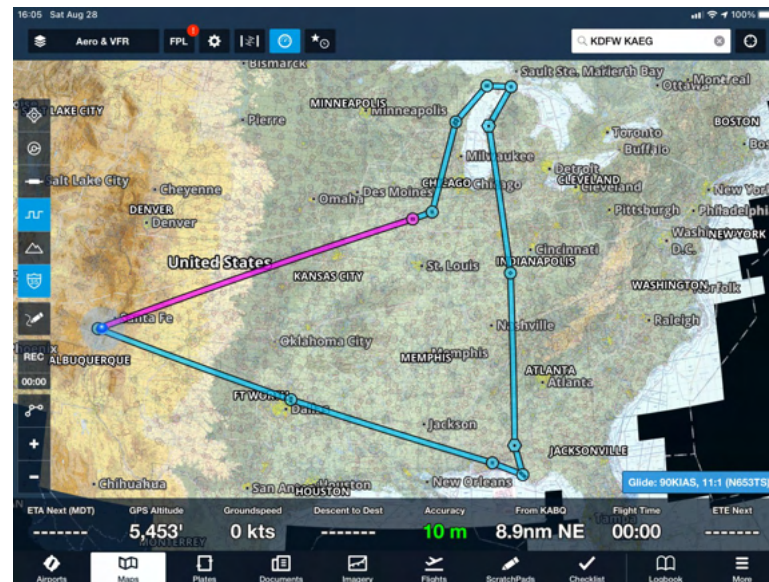 16:05 Sat Aug 28
100%
Aero & VFR
FPL
!
KDFW KAEG
Bismarck
Sault Ste. Marie
North Bay
Ottawa
Montreal
SALT LAKE CITY
MINNEAPOLIS
Minneapolis
BOSTON
Pierre
Toronto
Buffalo
Salt Lake City
Milwaukee
Detroit
Cheyenne
Des Moines
CHICAGO
Chicago
CLEVELAND
Cleveland
New York
Omaha
DENVER
Denver
Pittsburgh
Philadelphia
Washington
D.C.
NEW YORK
United States
KANSAS CITY
St. Louis
Cincinnati
INDIANAPOLIS
WASHINGTON
Norfolk
Santa Fe
Nashville
Raleigh
Phoenix
ALBUQUERQUE
Oklahoma City
MEMPHIS
Memphis
REC
00:00
ATLANTA
Atlanta
FT WORTH
Dallas
Jackson
JACKSONVILLE
Chihuahua
San Antonio
Houston
HOUSTON
New Orleans
Glide: 90KIAS, 11:1 (N653TS)
Tampa
MONTERREY
ETA Next (MDT)
GPS Altitude
Groundspeed
Descent to Dest
Accuracy
From KABQ
Flight Time
ETE Next
-------
5,453'
0 kts
-------
10 m
8.9nm NE
00:00
-------
Airports
Maps
Plates
Documents
Imagery
Flights
ScratchPads
Checklist
Logbook
More